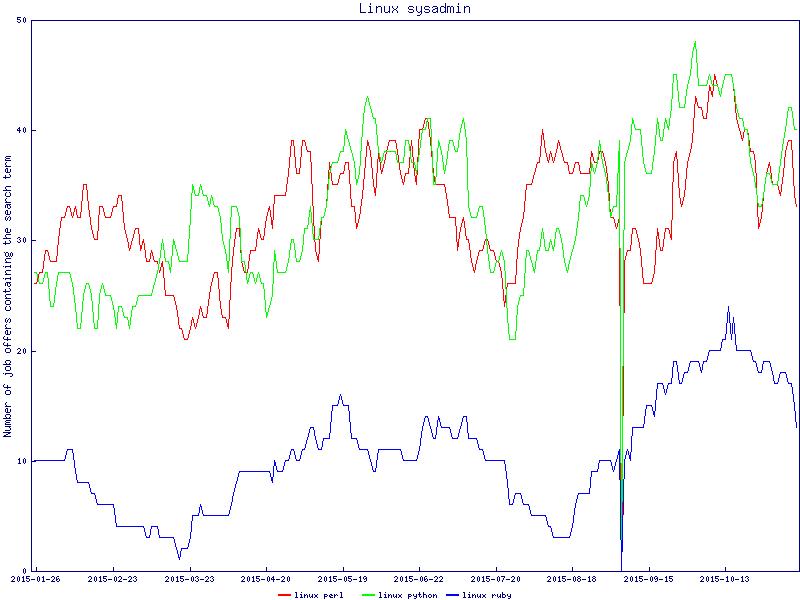 Linux sysadmin
50
40
30
20
10
0
Number of job offers containing the search term
2015-01-26 2015-02-23 2015-03-23 2015-04-20 2015-05-19 2015-06-22 2015-07-20 2015-08-18 2015-09-15 2015-10-13
linux perl linux python linux ruby